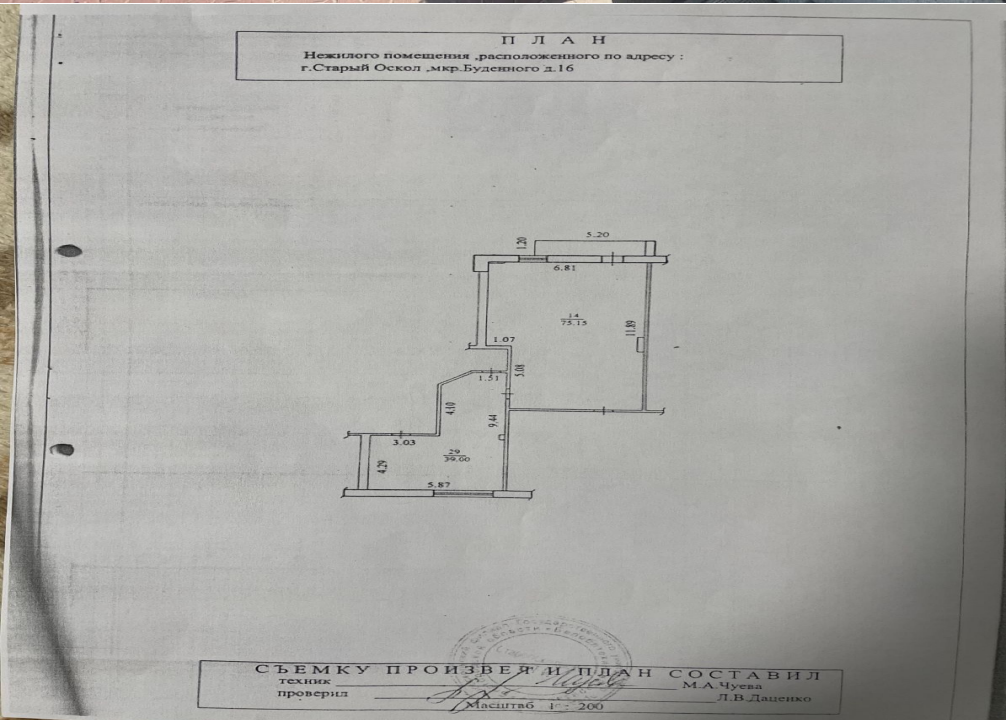 П Л А Н
Нежилого помещения ,расположенного по адресу :
г.Старый Оскол ,мкр.Буденного д.16
5.20
1.20
6.81
14
75.15
11.89
1.07
5.08
1.51
4.10
9.44
3.03
29
39.00
4.29
5.87
СЪЕМКУ ПРОИЗВЕЛ И ПЛАН СОСТАВИЛ
техник М.А.Чуева
проверил Л.В.Даценко
Масштаб 1 : 200